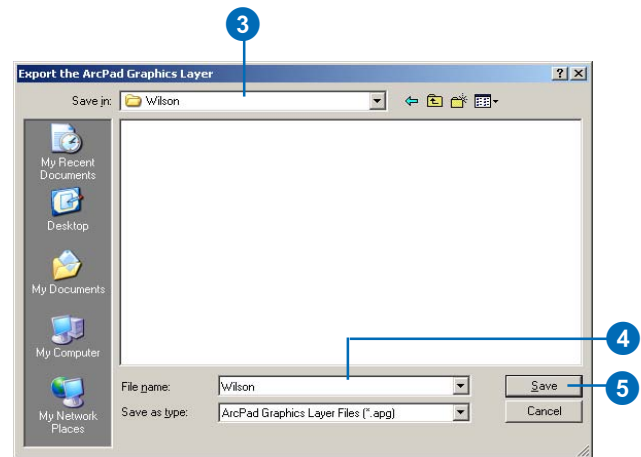 3
Export the ArcPad Graphics Layer
Save in: Wilson
My Recent
Documents
Desktop
My Documents
My Computer
My Network
Places
4
File name: Wilson Save 5
Save as type: ArcPad Graphics Layer Files (*.apg) Cancel